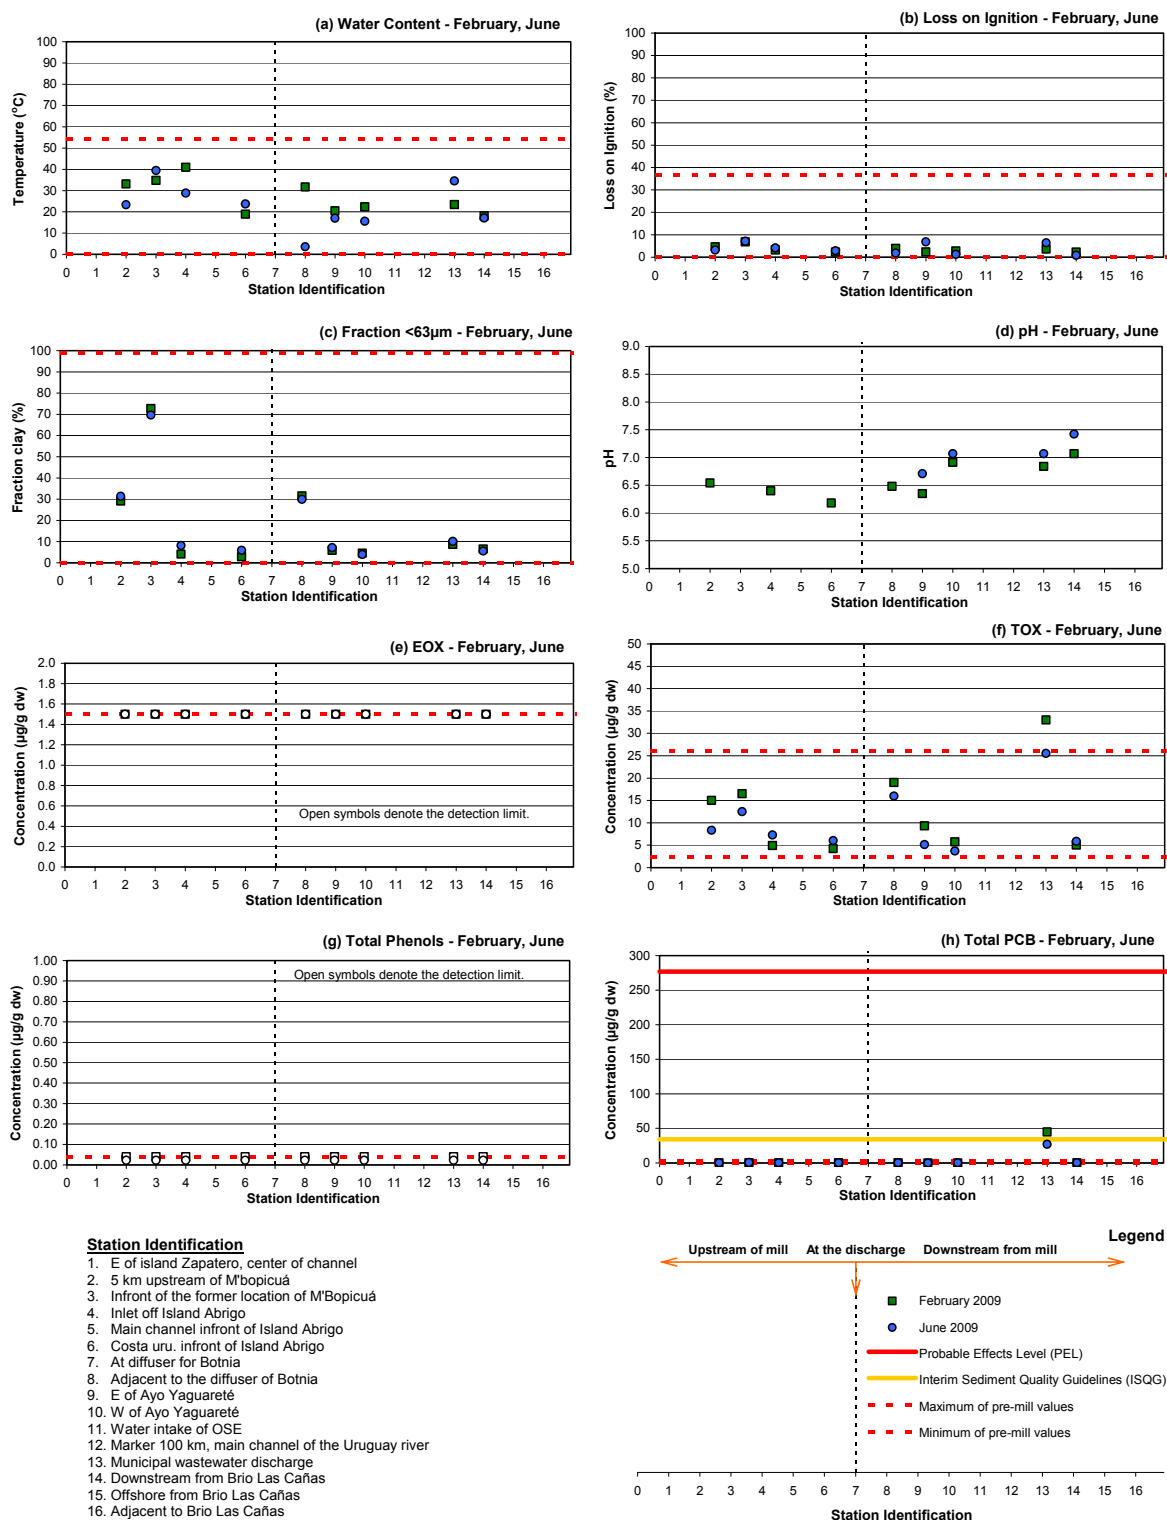 (a) Water Content - February, June
100
90
80
70
60
50
40
30
20
10
0
Temperature (°C)
0 1 2 3 4 5 6 7 8 9 10 11 12 13 14 15 16
Station Identification
(b) Loss on Ignition - February, June
100
90
80
70
60
50
40
30
20
10
0
Loss on Ignition (%)
0 1 2 3 4 5 6 7 8 9 10 11 12 13 14 15 16
Station Identification
(c) Fraction <63µm - February, June
100
90
80
70
60
50
40
30
20
10
0
Fraction clay (%)
0 1 2 3 4 5 6 7 8 9 10 11 12 13 14 15 16
Station Identification
(d) pH - February, June
9.0
8.5
8.0
7.5
7.0
6.5
6.0
5.5
5.0
pH
0 1 2 3 4 5 6 7 8 9 10 11 12 13 14 15 16
Station Identification
(e) EOX - February, June
2.0
1.8
1.6
1.4
1.2
1.0
0.8
0.6
0.4
0.2
0.0
Concentration (µg/g dw)
Open symbols denote the detection limit.
0 1 2 3 4 5 6 7 8 9 10 11 12 13 14 15 16
Station Identification
(f) TOX - February, June
50
45
40
35
30
25
20
15
10
5
0
Concentration (µg/g dw)
0 1 2 3 4 5 6 7 8 9 10 11 12 13 14 15 16
Station Identification
(g) Total Phenols - February, June
1.00
0.90
0.80
0.70
0.60
0.50
0.40
0.30
0.20
0.10
0.00
Concentration (µg/g dw)
Open symbols denote the detection limit.
0 1 2 3 4 5 6 7 8 9 10 11 12 13 14 15 16
Station Identification
(h) Total PCB - February, June
300
250
200
150
100
50
0
Concentration (µg/g dw)
0 1 2 3 4 5 6 7 8 9 10 11 12 13 14 15 16
Station Identification
Station Identification
1. E of island Zapatero, center of channel
2. 5 km upstream of M'bopicuá
3. Infront of the former location of M'Bopicuá
4. Inlet off Island Abrigo
5. Main channel infront of Island Abrigo
6. Costa uru. infront of Island Abrigo
7. At diffuser for Botnia
8. Adjacent to the diffuser of Botnia
9. E of Ayo Yaguareté
10. W of Ayo Yaguareté
11. Water intake of OSE
12. Marker 100 km, main channel of the Uruguay river
13. Municipal wastewater discharge
14. Downstream from Brio Las Cañas
15. Offshore from Brio Las Cañas
16. Adjacent to Brio Las Cañas
Legend
Upstream of mill At the discharge Downstream from mill
February 2009
June 2009
Probable Effects Level (PEL)
Interim Sediment Quality Guidelines (ISQG)
Maximum of pre-mill values
Minimum of pre-mill values
0 1 2 3 4 5 6 7 8 9 10 11 12 13 14 15 16
Station Identification